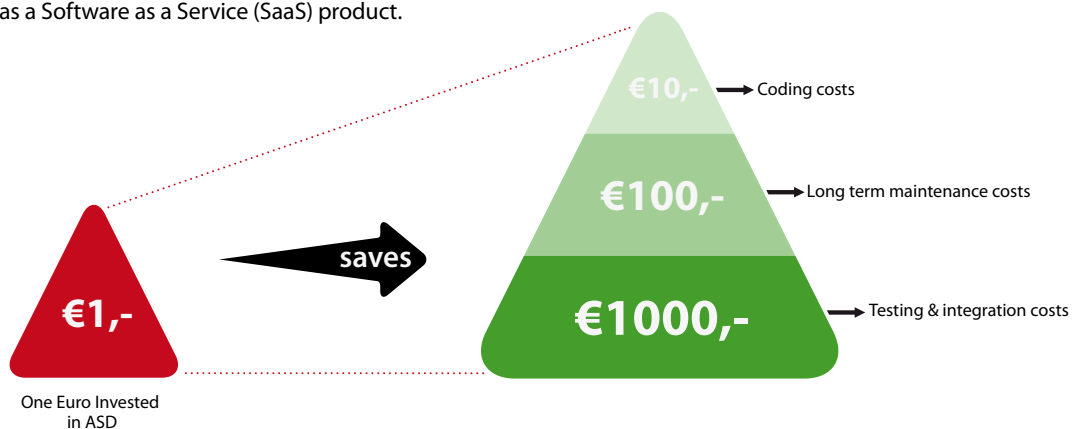 as a Software as a Service (SaaS) product.
€10,-
Coding costs
€100,-
Long term maintenance costs
saves
€1,-
€1000,-
Testing & integration costs
One Euro Invested
in ASD